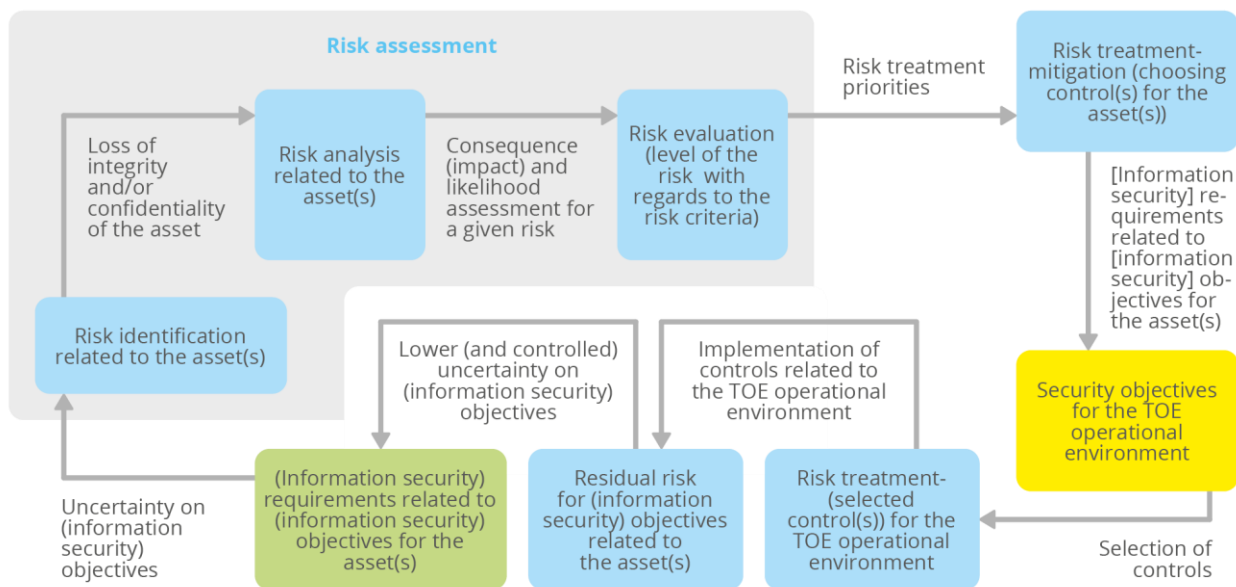 Risk assessment
Loss of
integrity
and/or
confidentiality
of the asset
Risk analysis
related to the
asset(s)
Consequence
(impact) and
likelihood
assessment for
a given risk
Risk evaluation
(level of the
risk with
regards to the
risk criteria)
Risk treatment
priorities
Risk treatment-
mitigation (choosing
control(s) for the
asset(s))
[Information
security] re-
quirements
related to
[information
security] ob-
jectives for
the asset(s)
Risk identification
related to the asset(s)
Lower (and controlled)
uncertainty on
(information security)
objectives
Implementation of
controls related to
the TOE operational
environment
Security objectives
for the TOE
operational
environment
Uncertainty on
(information
security)
objectives
(Information security)
requirements related to
(information security)
objectives for the
asset(s)
Residual risk
for (information
security) objectives
related to
the asset(s)
Risk treatment-
(selected
control(s)) for the
TOE operational
environment
Selection of
controls